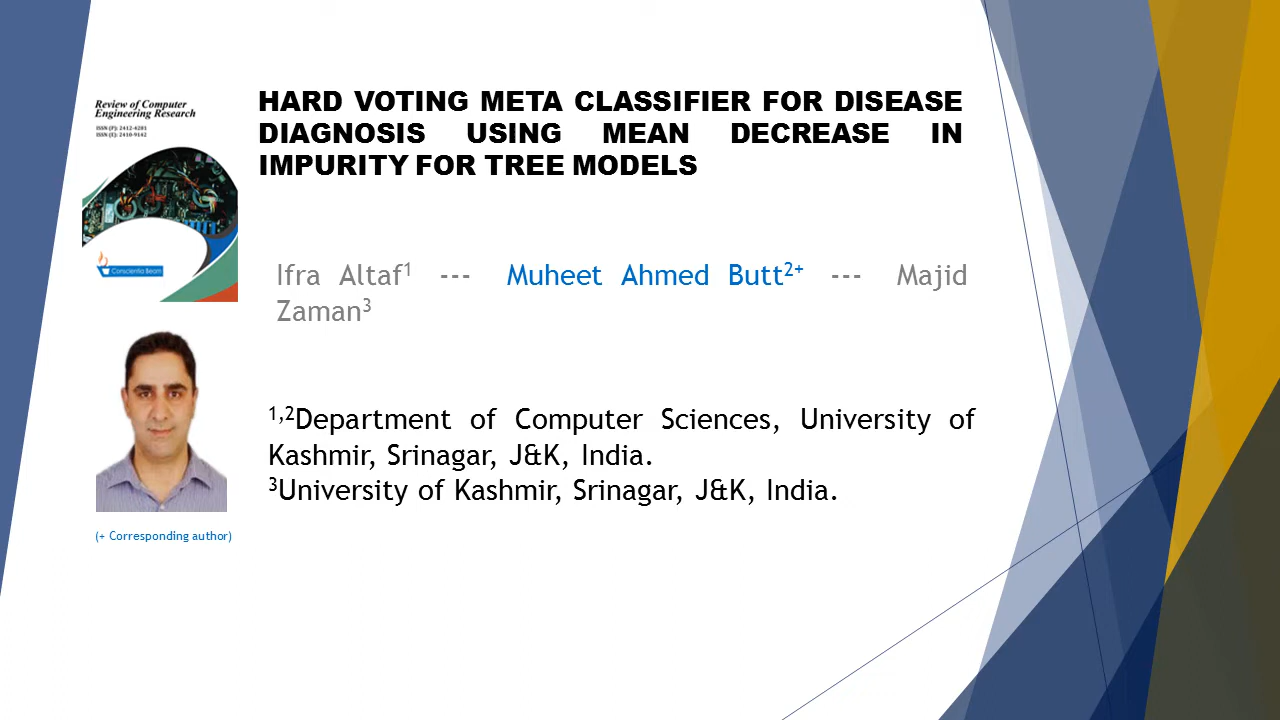 Review of Computer
Engineering Research
ISSN (P): 2412-4281
ISSN (E): 2410-9142
Conscientia Beam
HARD VOTING META CLASSIFIER FOR DISEASE
DIAGNOSIS USING MEAN DECREASE IN
IMPURITY FOR TREE MODELS
Ifra Altaf¹ --- Muheet Ahmed Butt²⁺ --- Majid
Zaman³
¹,²Department of Computer Sciences, University of
Kashmir, Srinagar, J&K, India.
³University of Kashmir, Srinagar, J&K, India.
(+ Corresponding author)